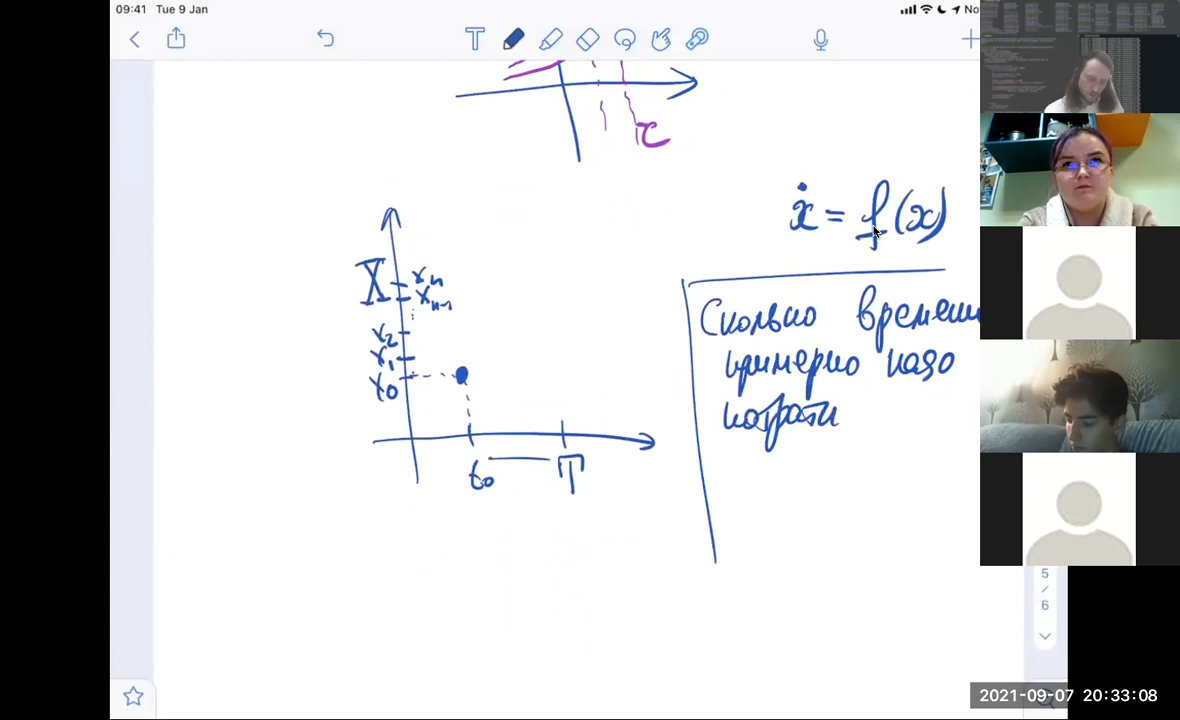 09:41 Tue 9 Jan
No
T
τ
ẋ = f(x)
X
xₙ
xₙ₋₁
x₂
x₁
x₀
t₀
T
Сколько времени
примерно надо
потрати
5
/
6
2021-09-07 20:33:08